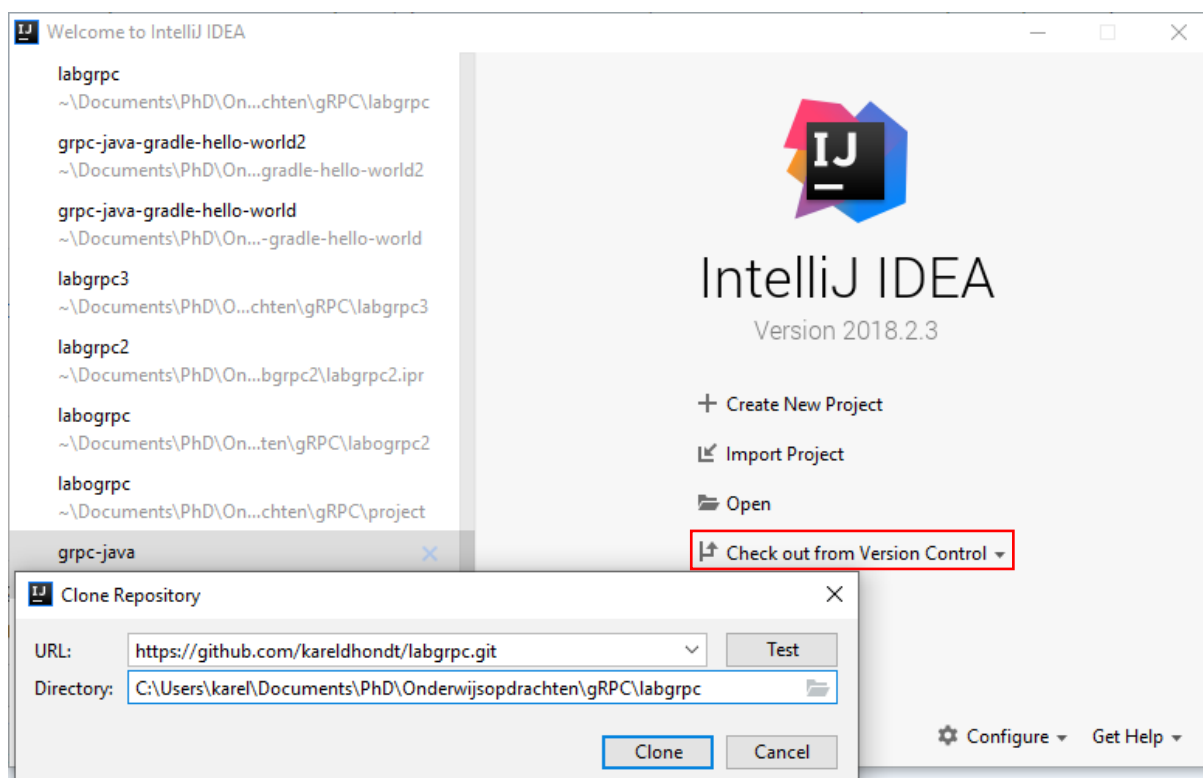 Welcome to IntelliJ IDEA
labgrpc
~\Documents\PhD\On...chten\gRPC\labgrpc
grpc-java-gradle-hello-world2
~\Documents\PhD\On...gradle-hello-world2
grpc-java-gradle-hello-world
~\Documents\PhD\On...-gradle-hello-world
labgrpc3
~\Documents\PhD\O...chten\gRPC\labgrpc3
labgrpc2
~\Documents\PhD\On...bgrpc2\labgrpc2.ipr
labogrpc
~\Documents\PhD\On...ten\gRPC\labogrpc2
labogrpc
~\Documents\PhD\On...chten\gRPC\project
grpc-java
IJ
IntelliJ IDEA
Version 2018.2.3
Create New Project
Import Project
Open
Check out from Version Control
Clone Repository
URL: https://github.com/kareldhondt/labgrpc.git Test
Directory: C:\Users\karel\Documents\PhD\Onderwijsopdrachten\gRPC\labgrpc
Clone Cancel
Configure Get Help